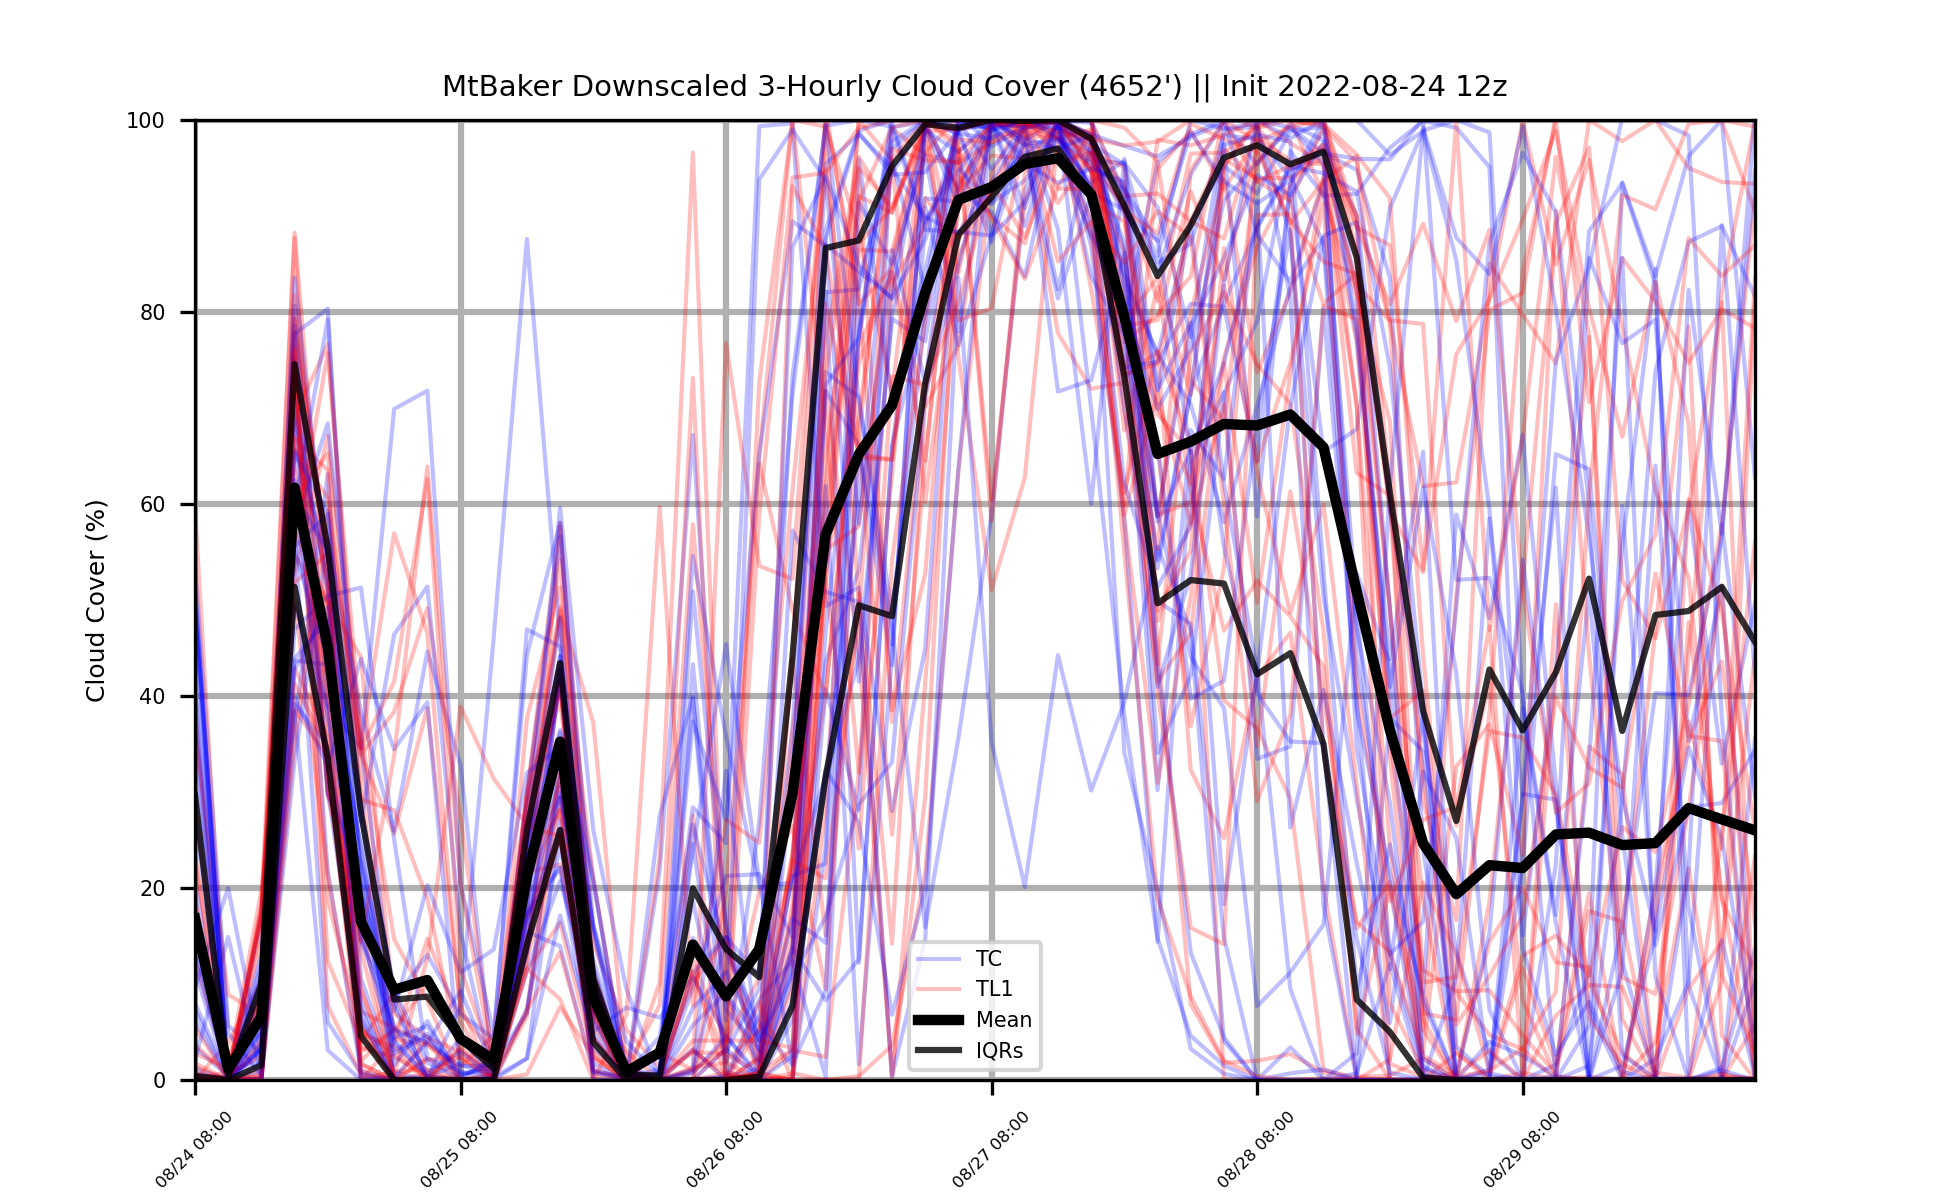 MtBaker Downscaled 3-Hourly Cloud Cover (4652') || Init 2022-08-24 12z
Cloud Cover (%)
100
80
60
40
20
0
TC
TL1
Mean
IQRs
08/24 08:00
08/25 08:00
08/26 08:00
08/27 08:00
08/28 08:00
08/29 08:00